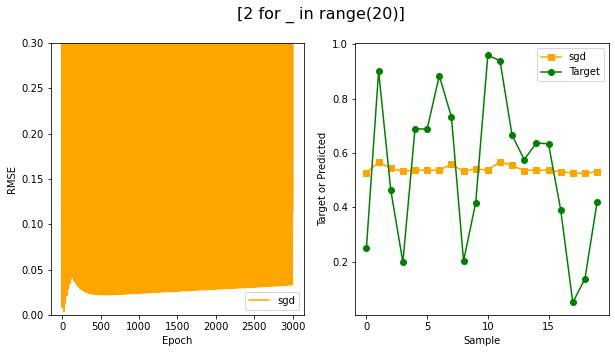 [2 for _ in range(20)]
RMSE
0.30
0.25
0.20
0.15
0.10
0.05
0.00
0
500
1000
1500
2000
2500
3000
Epoch
sgd
Target or Predicted
1.0
0.8
0.6
0.4
0.2
0
5
10
15
Sample
sgd
Target